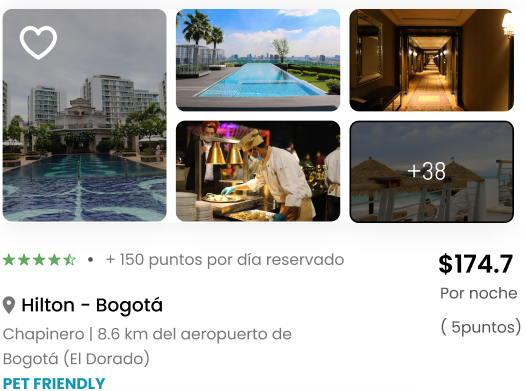 +38
• + 150 puntos por día reservado
$174.7
Por noche
Hilton - Bogotá
( 5puntos)
Chapinero | 8.6 km del aeropuerto de
Bogotá (El Dorado)
PET FRIENDLY